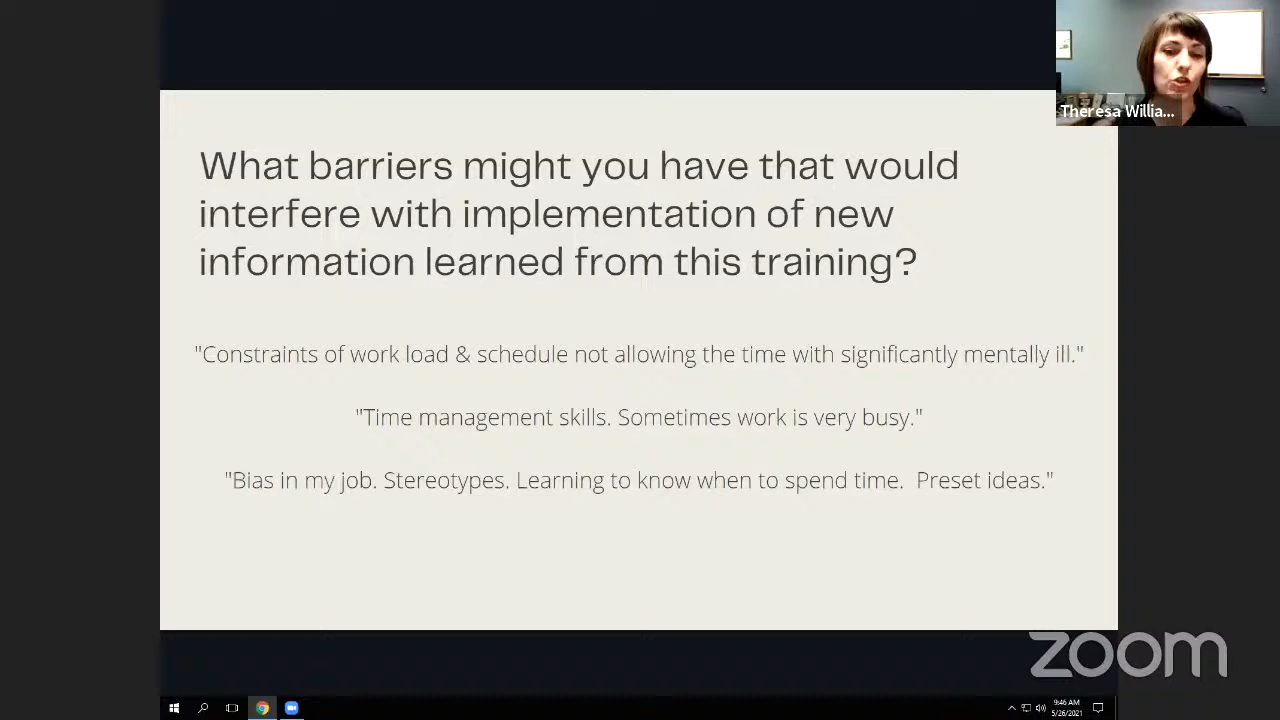 Theresa Willia...
What barriers might you have that would
interfere with implementation of new
information learned from this training?
"Constraints of work load & schedule not allowing the time with significantly mentally ill."
"Time management skills. Sometimes work is very busy."
"Bias in my job. Stereotypes. Learning to know when to spend time.  Preset ideas."
zoom
9:46 AM
5/26/2021